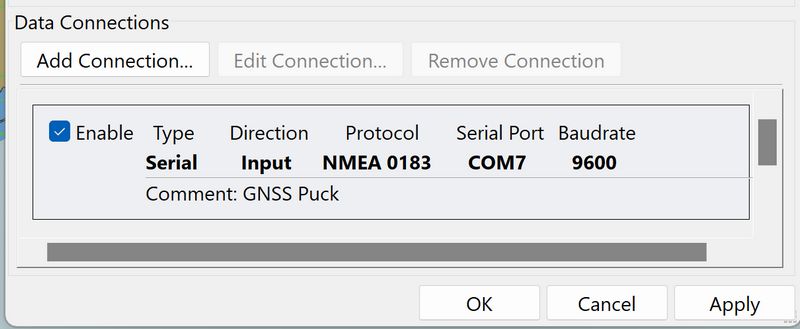 Data Connections
Add Connection... Edit Connection... Remove Connection
Enable Type Direction Protocol Serial Port Baudrate
Serial Input NMEA 0183 COM7 9600
Comment: GNSS Puck
OK Cancel Apply